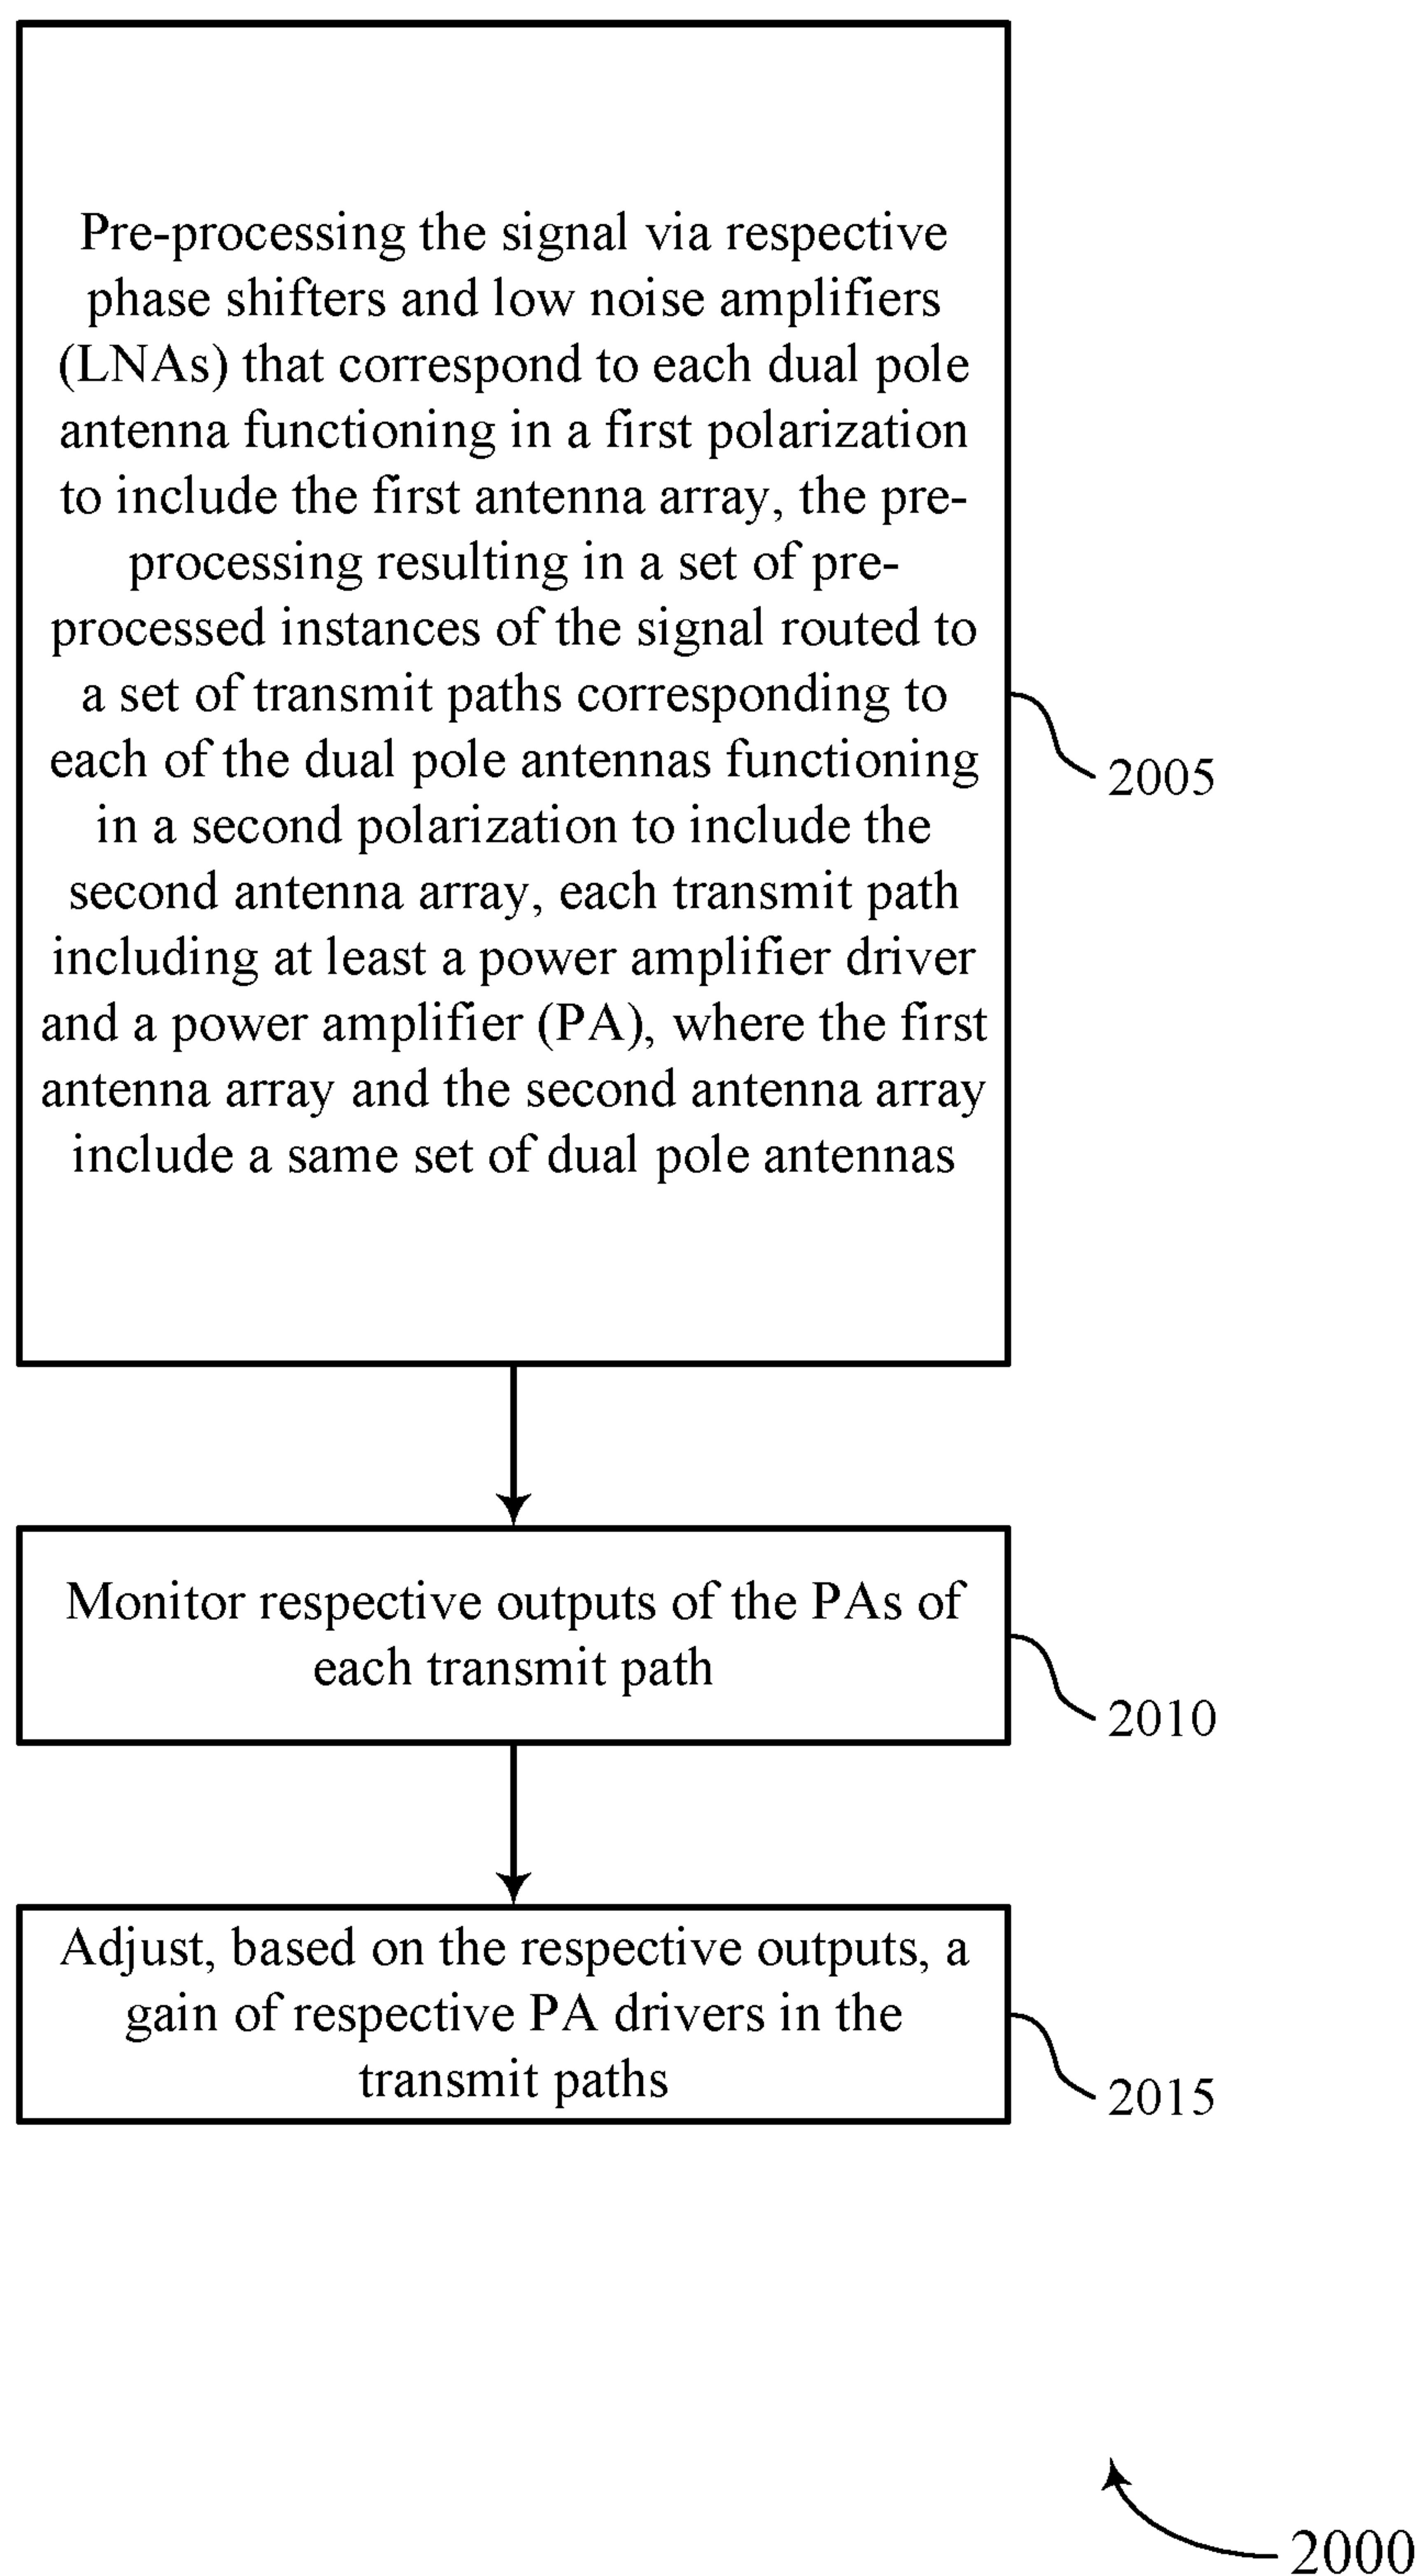 Pre-processing the signal via respective
phase shifters and low noise amplifiers
(LNAs) that correspond to each dual pole
antenna functioning in a first polarization
to include the first antenna array, the pre-
processing resulting in a set of pre-
processed instances of the signal routed to
a set of transmit paths corresponding to
each of the dual pole antennas functioning
in a second polarization to include the
second antenna array, each transmit path
including at least a power amplifier driver
and a power amplifier (PA), where the first
antenna array and the second antenna array
include a same set of dual pole antennas
2005
Monitor respective outputs of the PAs of
each transmit path
2010
Adjust, based on the respective outputs, a
gain of respective PA drivers in the
transmit paths
2015
2000